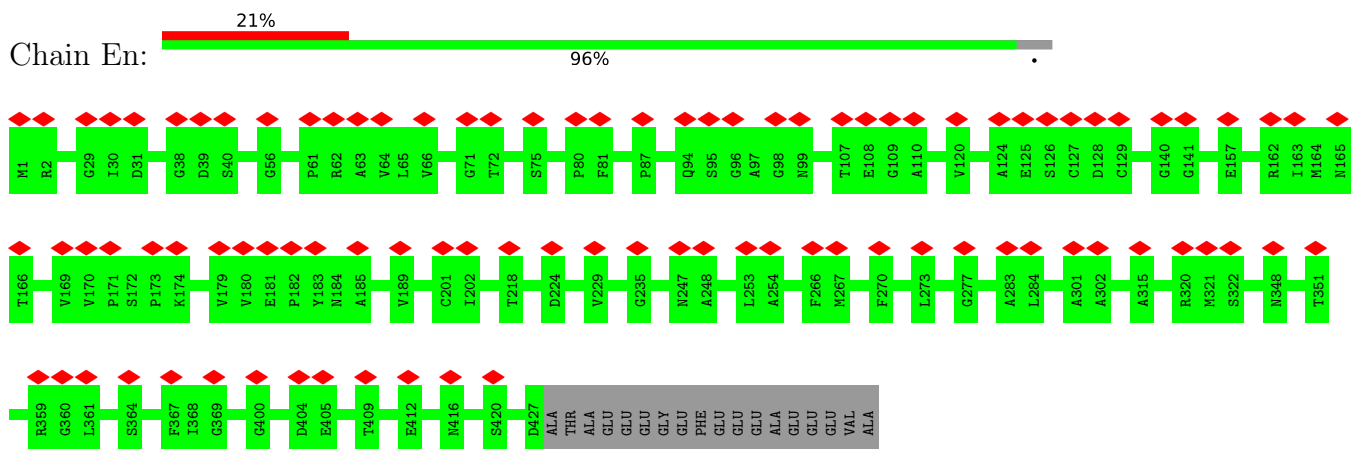 21%
Chain En:
96%
•
M1 R2 G29 I30 D31 G38 D39 S40 G56 P61 R62 A63 V64 L65 V66 G71 T72 S75 P80 F81 P87 Q94 S95 G96 A97 G98 N99 T107 E108 G109 A110 V120 A124 E125 S126 C127 D128 C129 G140 G141 E157 R162 I163 M164 N165
T166 V169 V170 P171 S172 P173 K174 V179 V180 E181 P182 Y183 N184 A185 V189 C201 I202 T218 D224 V229 G235 N247 A248 L253 A254 F266 M267 F270 L273 G277 A283 L284 A301 A302 A315 R320 M321 S322 N348 T351
R359 G360 L361 S364 F367 I368 G369 G400 D404 E405 T409 E412 N416 S420 D427 ALA THR ALA GLU GLU GLU GLY GLU PHE GLU GLU GLU ALA GLU GLU GLU VAL ALA